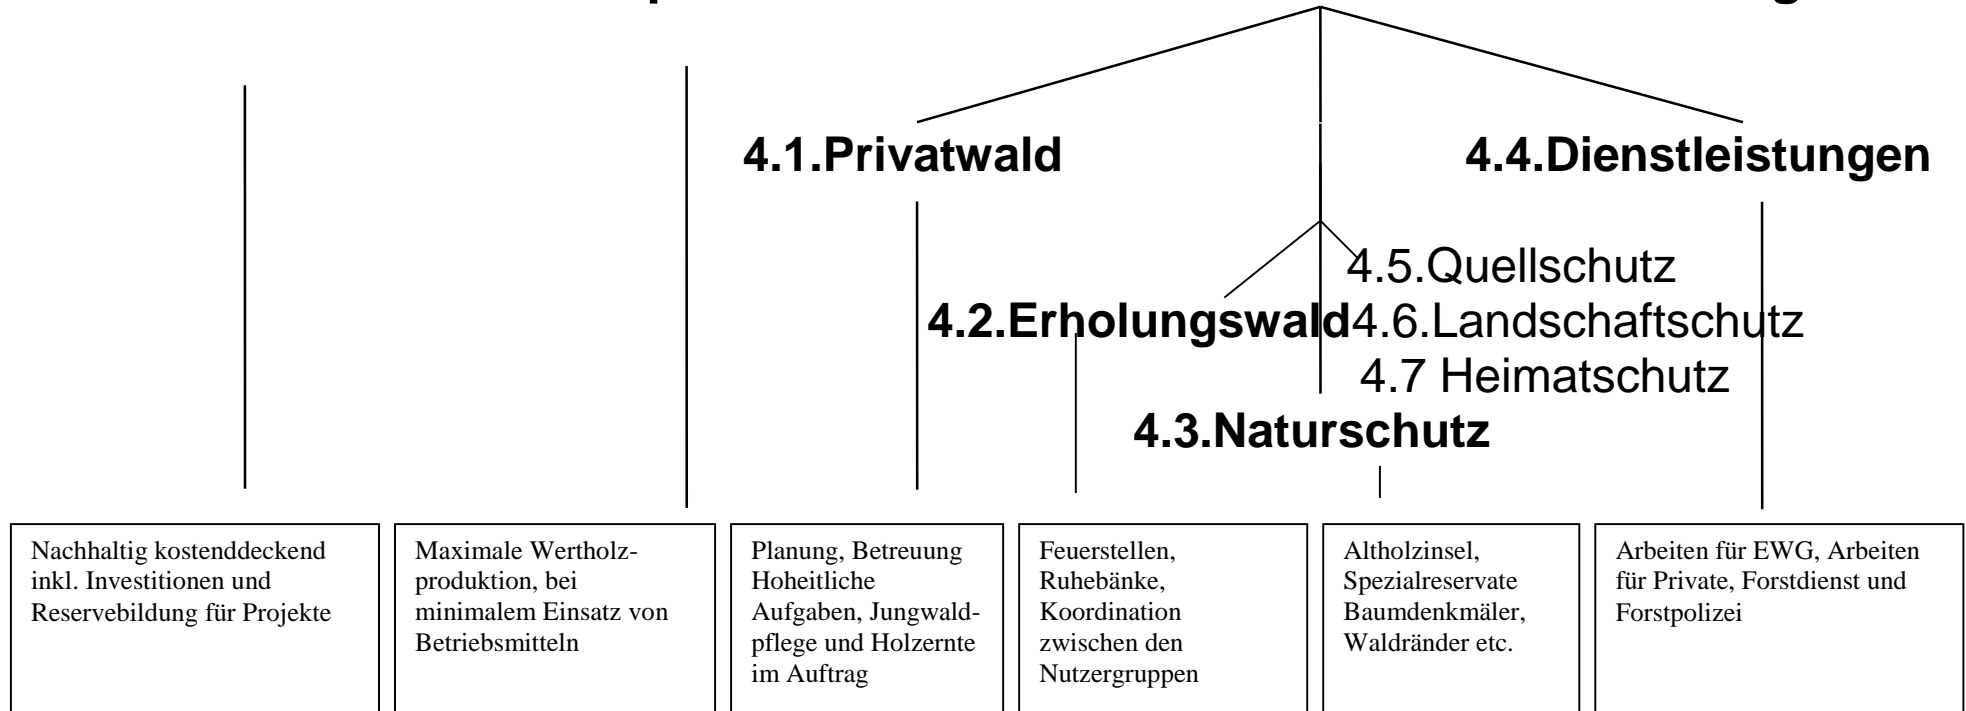 4.1.Privatwald
4.4.Dienstleistungen
4.5.Quellschutz
4.2.Erholungswald4.6.Landschaftschutz
4.7 Heimatschutz
4.3.Naturschutz
Nachhaltig kostenddeckend
inkl. Investitionen und
Reservebildung für Projekte
Maximale Wertholz-
produktion, bei
minimalem Einsatz von
Betriebsmitteln
Planung, Betreuung
Hoheitliche
Aufgaben, Jungwald-
pflege und Holzernte
im Auftrag
Feuerstellen,
Ruhebänke,
Koordination
zwischen den
Nutzergruppen
Altholzinsel,
Spezialreservate
Baumdenkmäler,
Waldränder etc.
Arbeiten für EWG, Arbeiten
für Private, Forstdienst und
Forstpolizei